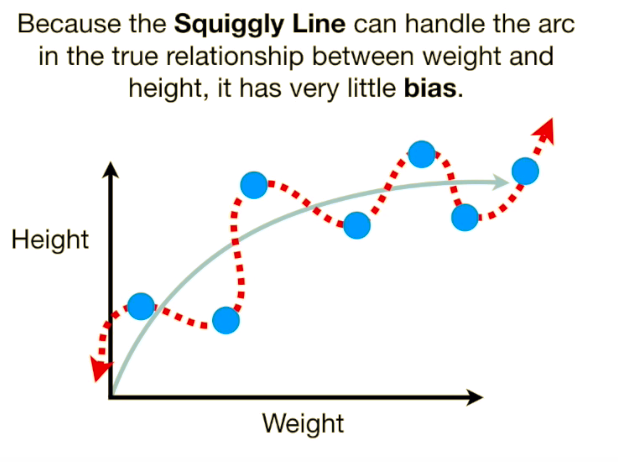 Because the Squiggly Line can handle the arc
in the true relationship between weight and
height, it has very little bias.
Height
Weight